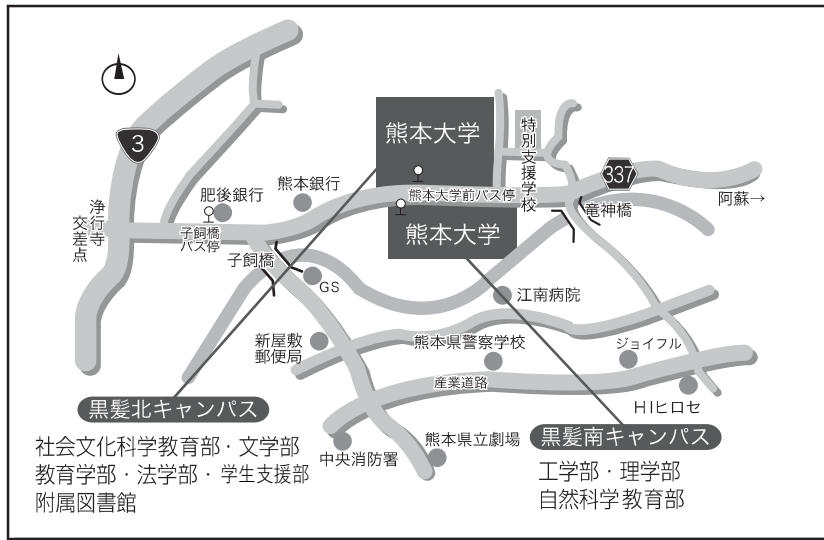 3
熊本大学
特別支援学校
337
阿蘇→
熊本銀行
肥後銀行
熊本大学前バス停
竜神橋
浄行寺
交差点
子飼橋
バス停
熊本大学
子飼橋
GS
江南病院
新屋敷
郵便局
熊本県警察学校
ジョイフル
産業道路
HIヒロセ
黒髪北キャンパス
社会文化科学教育部・文学部
教育学部・法学部・学生支援部
附属図書館
中央消防署
熊本県立劇場
黒髪南キャンパス
工学部・理学部
自然科学教育部